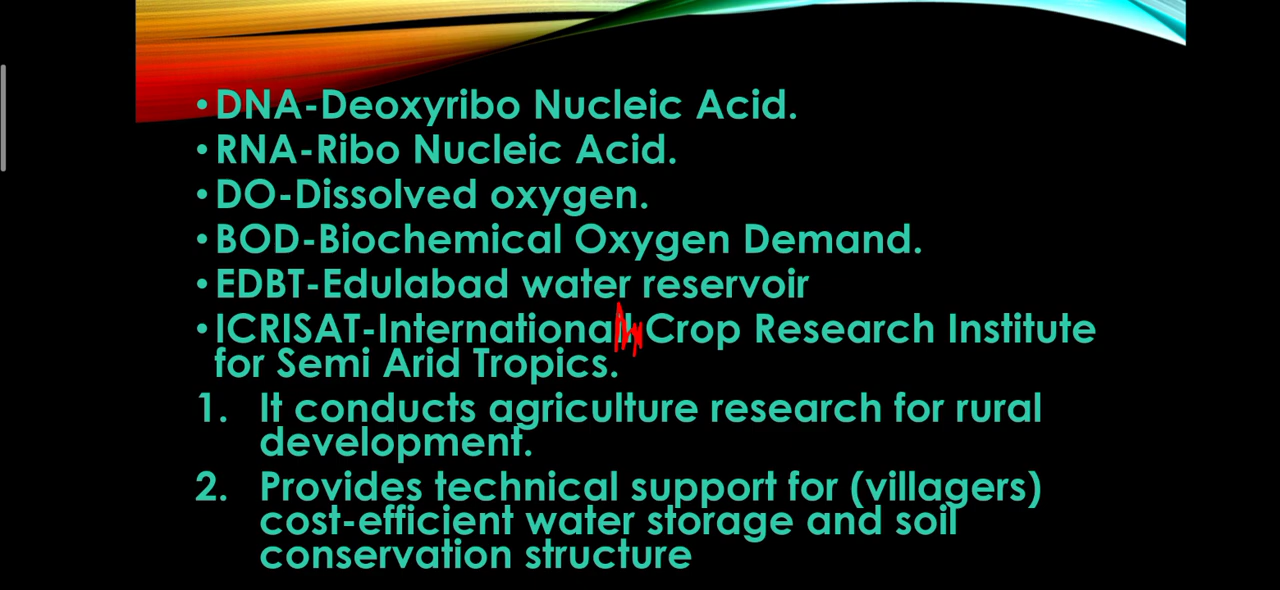 • DNA-Deoxyribo Nucleic Acid.
• RNA-Ribo Nucleic Acid.
• DO-Dissolved oxygen.
• BOD-Biochemical Oxygen Demand.
• EDBT-Edulabad water reservoir
• ICRISAT-International Crop Research Institute
for Semi Arid Tropics.
1. It conducts agriculture research for rural
development.
2. Provides technical support for (villagers)
cost-efficient water storage and soil
conservation structure